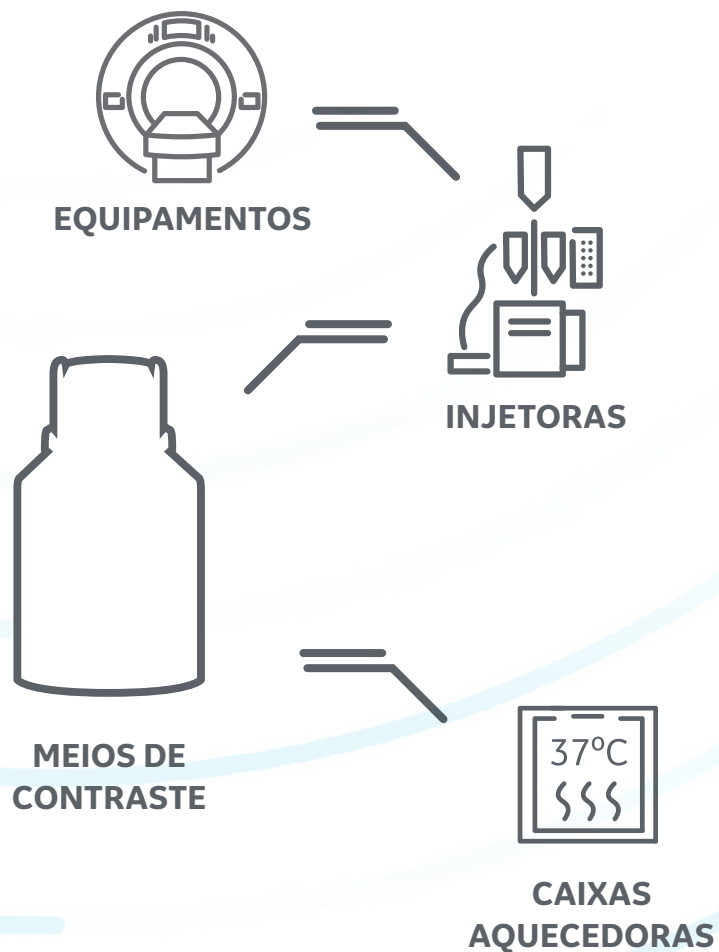 EQUIPAMENTOS
INJETORAS
MEIOS DE
CONTRASTE
37ºC
CAIXAS
AQUECEDORAS